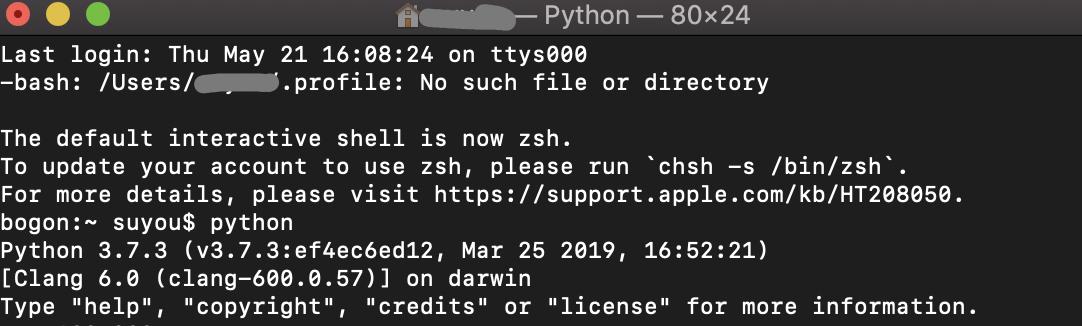 — Python — 80×24
Last login: Thu May 21 16:08:24 on ttys000
-bash: /Users/ .profile: No such file or directory
The default interactive shell is now zsh.
To update your account to use zsh, please run `chsh -s /bin/zsh`.
For more details, please visit https://support.apple.com/kb/HT208050.
bogon:~ suyou$ python
Python 3.7.3 (v3.7.3:ef4ec6ed12, Mar 25 2019, 16:52:21)
[Clang 6.0 (clang-600.0.57)] on darwin
Type "help", "copyright", "credits" or "license" for more information.